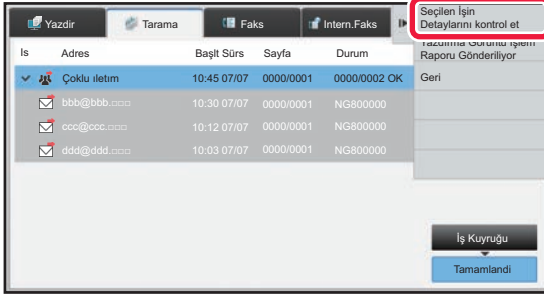 Yazdir Tarama Faks Intern.Faks
Seçilen İşin
Detaylarını kontrol et
Is Adres Başlt Sürs Sayfa Durum
Yazdırma Görüntü İşlem
Raporu Gönderiliyor
Çoklu ıletım 10:45 07/07 0000/0001 0000/0002 OK
Geri
bbb@bbb.□□□ 10:30 07/07 0000/0001 NG800000
ccc@ccc.□□□ 10:12 07/07 0000/0001 NG800000
ddd@ddd.□□□ 10:03 07/07 0000/0001 NG800000
İş Kuyruğu
Tamamlandi